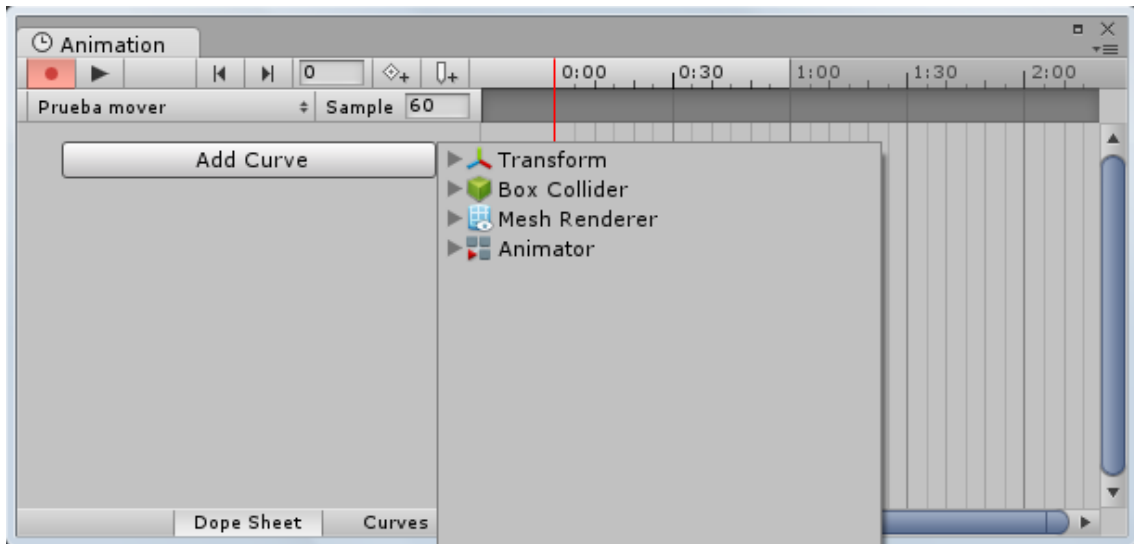 Animation
0 0:00 0:30 1:00 1:30 2:00
Prueba mover Sample 60
Add Curve
Transform
Box Collider
Mesh Renderer
Animator
Dope Sheet Curves